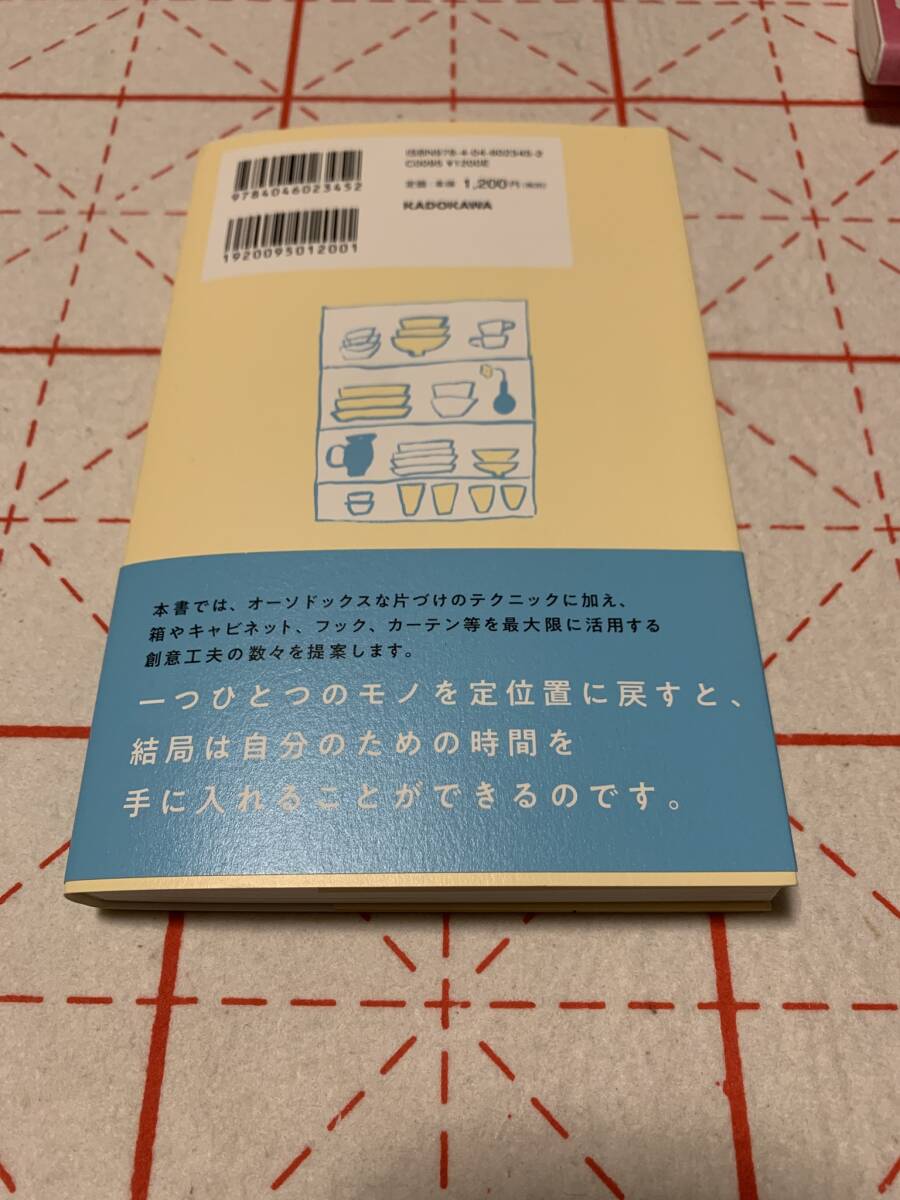 ISBN978-4-04-602345-2
C0095 ¥1200E
9784046023452
定価:本体 1,200円(税別)
KADOKAWA
1920095012001
本書では、オーソドックスな片づけのテクニックに加え、
箱やキャビネット、フック、カーテン等を最大限に活用する
創意工夫の数々を提案します。
一つひとつのモノを定位置に戻すと、
結局は自分のための時間を
手に入れることができるのです。